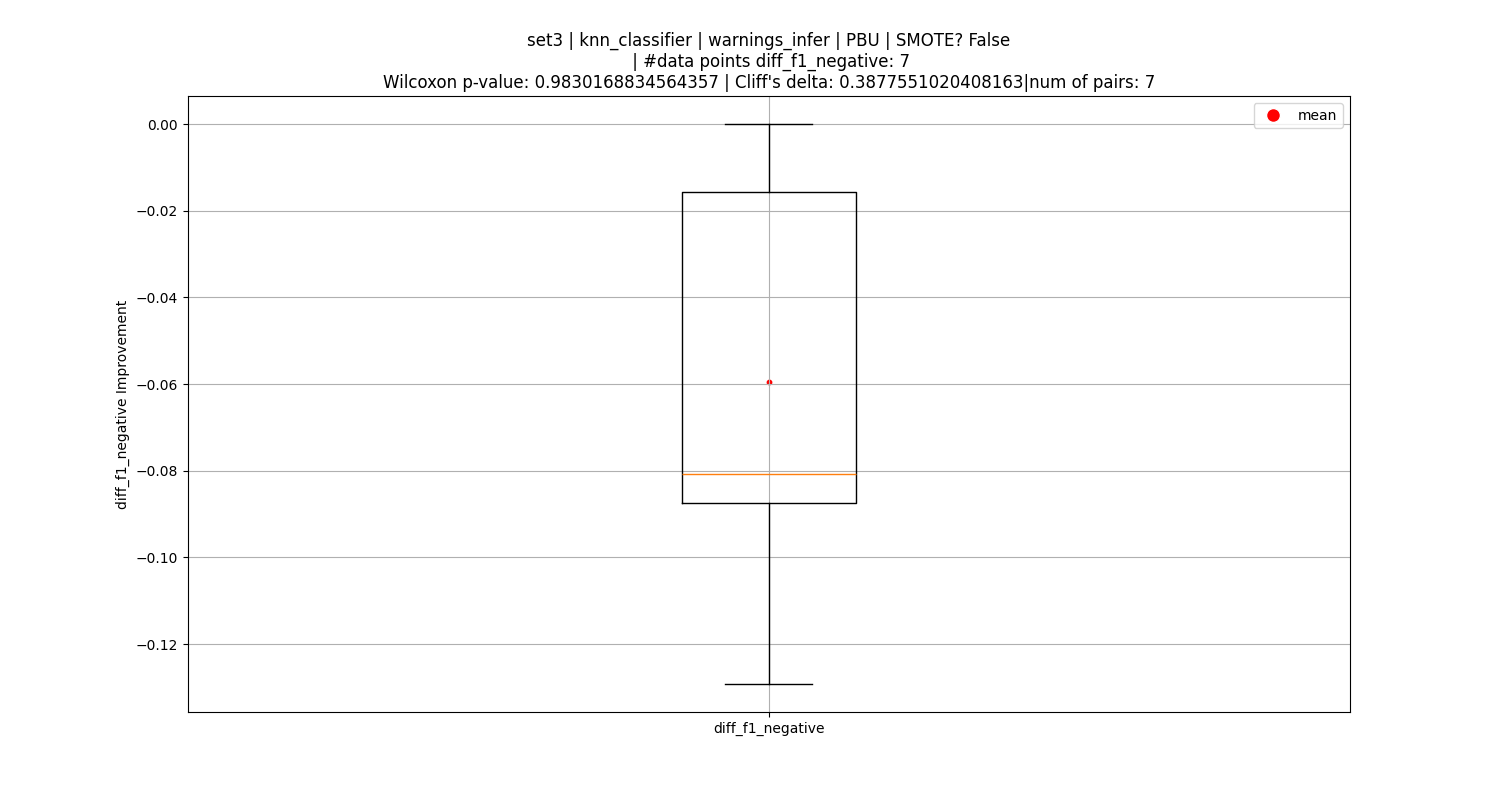 set3 | knn_classifier | warnings_infer | PBU | SMOTE? False
| #data points diff_f1_negative: 7
Wilcoxon p-value: 0.9830168834564357 | Cliff's delta: 0.3877551020408163|num of pairs: 7
mean
0.00
−0.02
−0.04
−0.06
−0.08
−0.10
−0.12
diff_f1_negative Improvement
diff_f1_negative